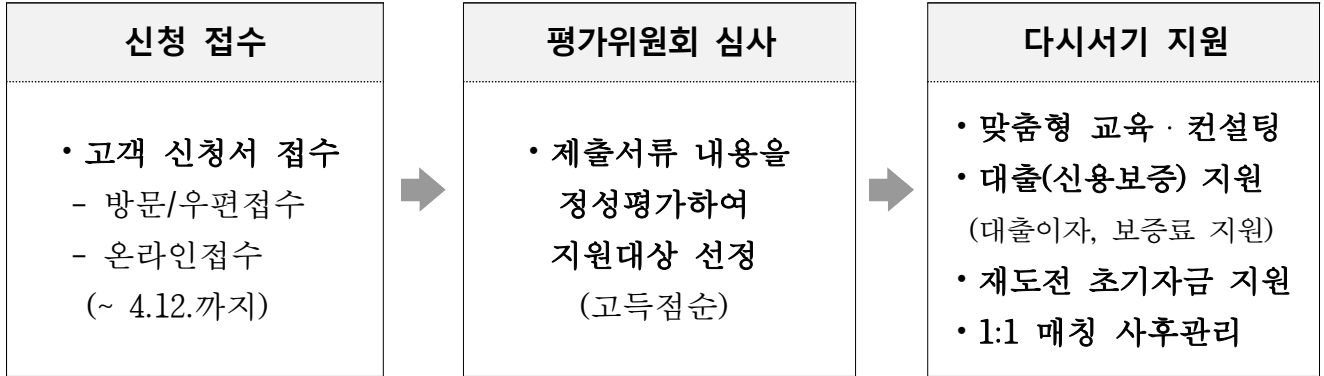 신청 접수
• 고객 신청서 접수
- 방문/우편접수
- 온라인접수
(~ 4.12.까지)
평가위원회 심사
• 제출서류 내용을
정성평가하여
지원대상 선정
(고득점순)
다시서기 지원
• 맞춤형 교육 · 컨설팅
• 대출(신용보증) 지원
(대출이자, 보증료 지원)
• 재도전 초기자금 지원
• 1:1 매칭 사후관리